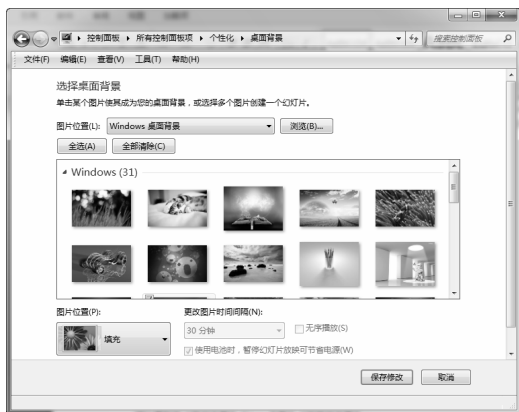 控制面板 ▸ 所有控制面板项 ▸ 个性化 ▸ 桌面背景
搜索控制面板
文件(F) 编辑(E) 查看(V) 工具(T) 帮助(H)
选择桌面背景
单击某个图片使其成为您的桌面背景，或选择多个图片创建一个幻灯片。
图片位置(L): Windows 桌面背景 浏览(B)...
全选(A) 全部清除(C)
Windows (31)
图片位置(P): 更改图片时间间隔(N):
填充 30 分钟 无序播放(S)
使用电池时，暂停幻灯片放映可节省电源(W)
保存修改 取消